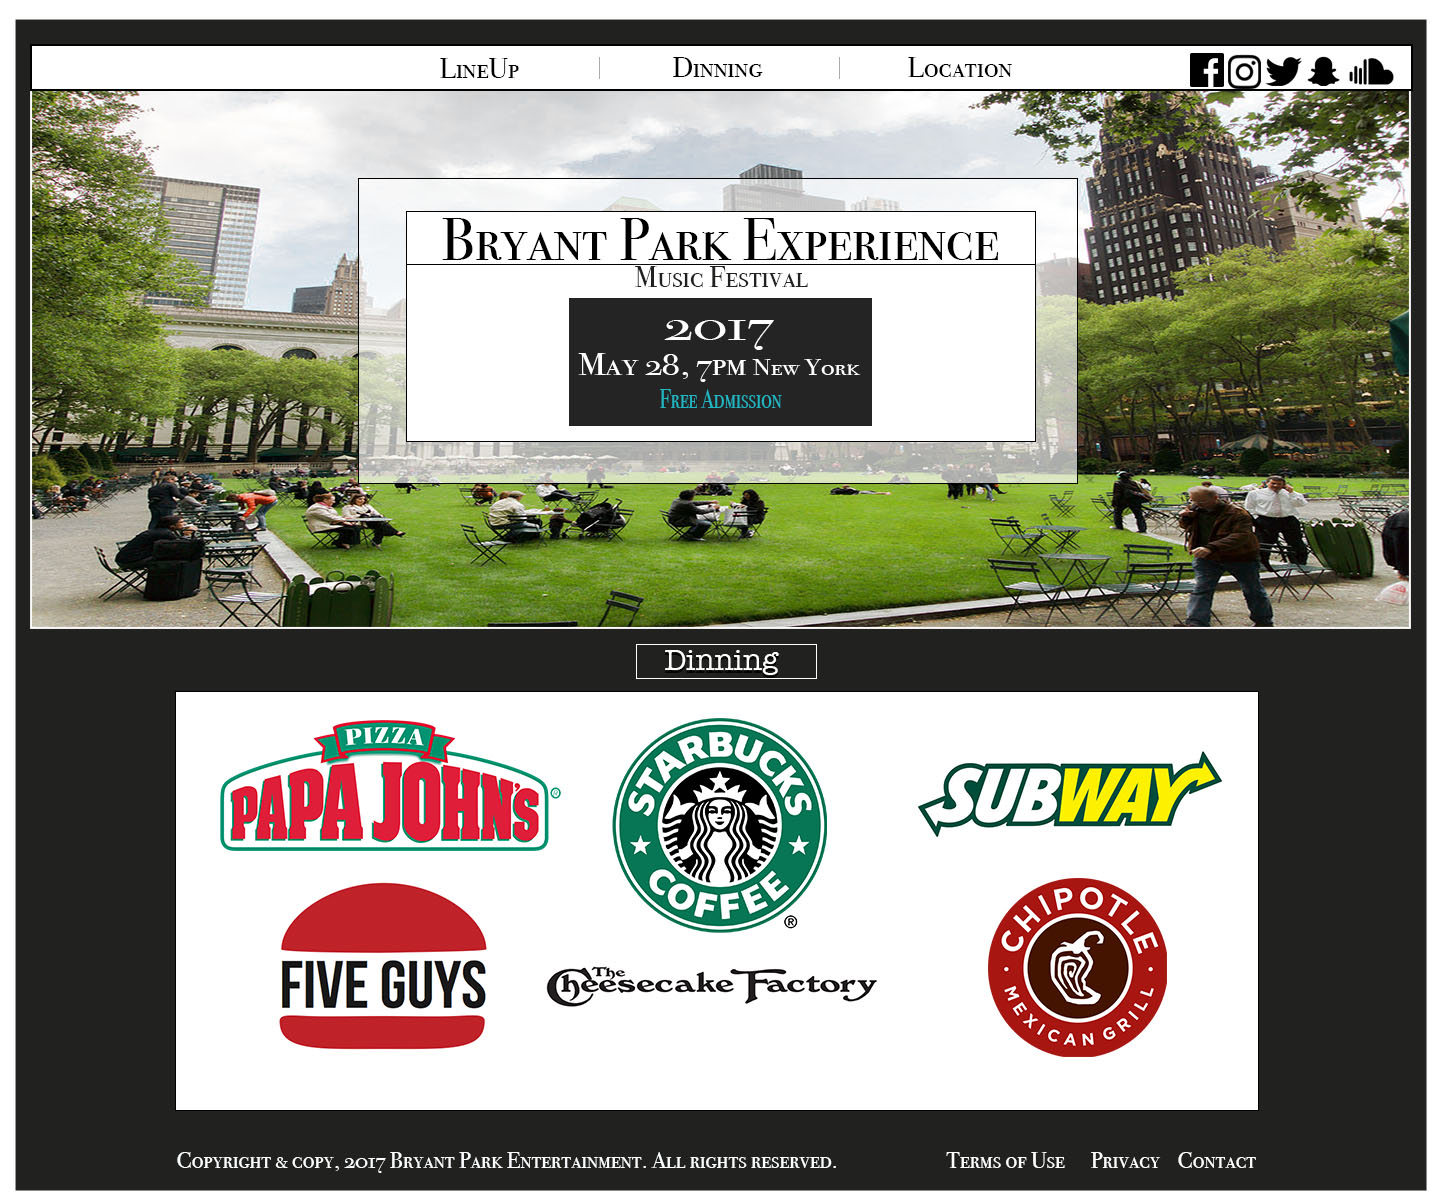 LineUp
Dinning
Location
Bryant Park Experience
Music Festival
2017
May 28, 7pm New York
Free Admission
Dinning
PIZZA
PAPA JOHN'S
®
STARBUCKS
COFFEE
®
SUBWAY
FIVE GUYS
The
Cheesecake Factory
CHIPOTLE
MEXICAN GRILL
Copyright & copy, 2017 Bryant Park Entertainment. All rights reserved.
Terms of Use
Privacy
Contact